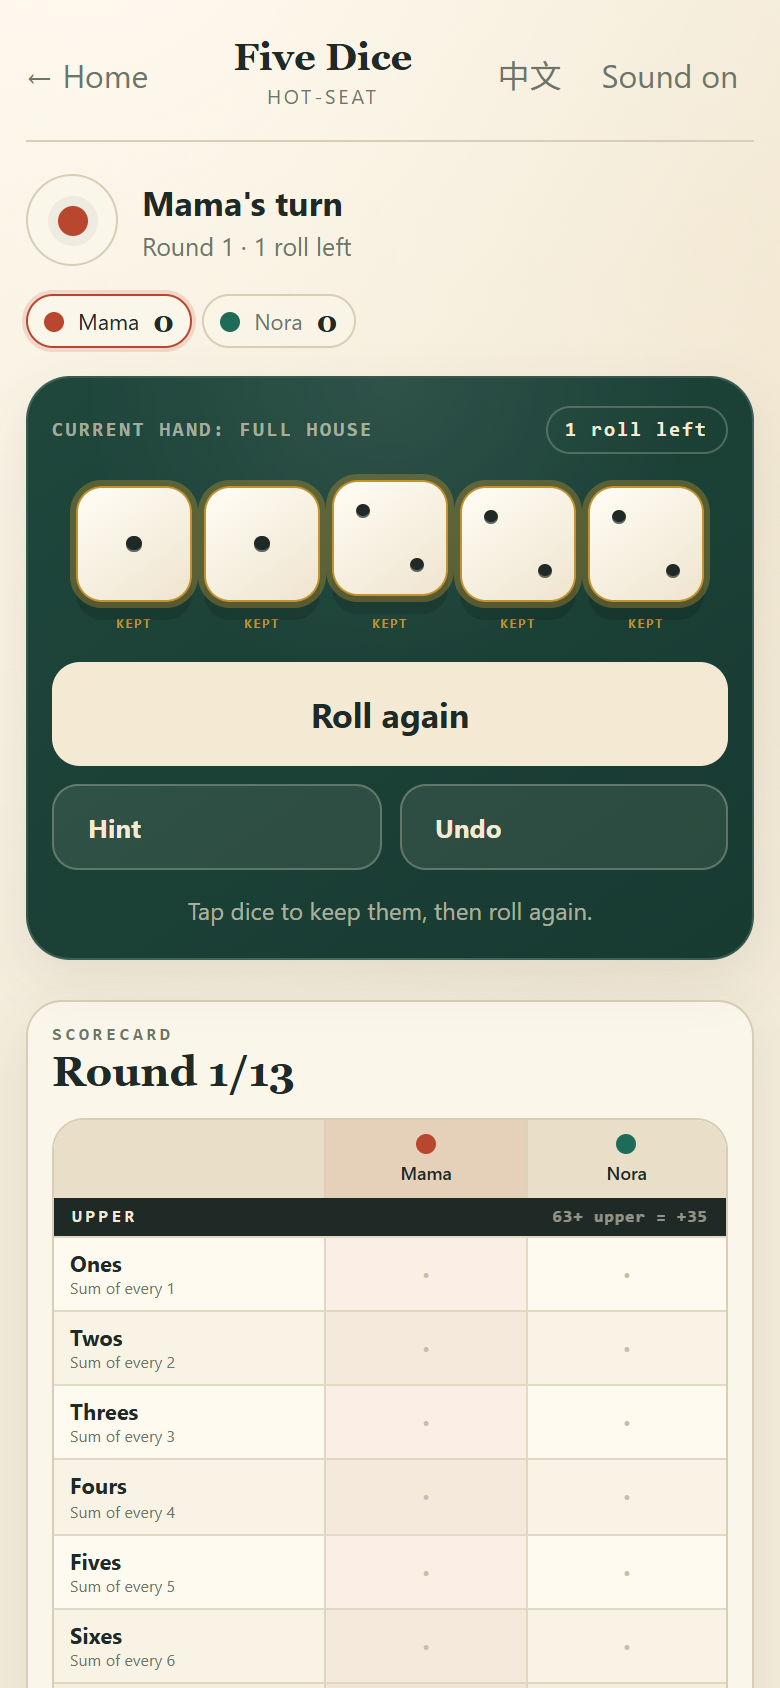 ← Home
Five Dice
HOT-SEAT
中文
Sound on
Mama's turn
Round 1 · 1 roll left
Mama 0
Nora 0
CURRENT HAND: FULL HOUSE
1 roll left
KEPT KEPT KEPT KEPT KEPT
Roll again
Hint
Undo
Tap dice to keep them, then roll again.
SCORECARD
Round 1/13
Mama
Nora
UPPER
63+ upper = +35
Ones
Sum of every 1
Twos
Sum of every 2
Threes
Sum of every 3
Fours
Sum of every 4
Fives
Sum of every 5
Sixes
Sum of every 6